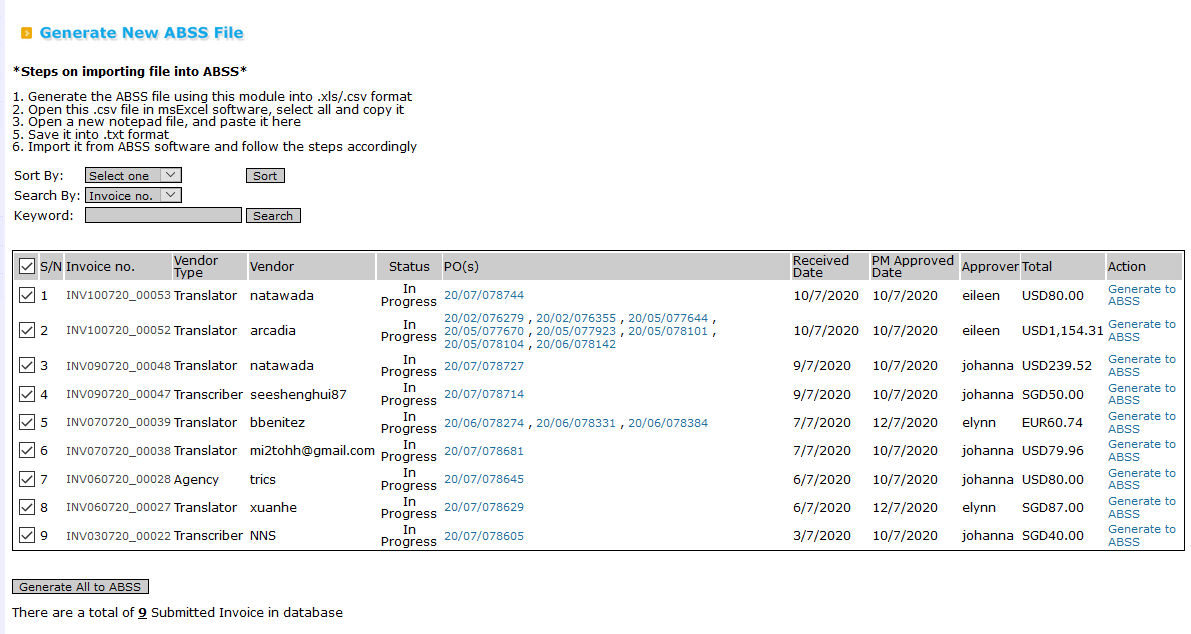 Generate New ABSS File
*Steps on importing file into ABSS*
1. Generate the ABSS file using this module into .xls/.csv format
2. Open this .csv file in msExcel software, select all and copy it
3. Open a new notepad file, and paste it here
5. Save it into .txt format
6. Import it from ABSS software and follow the steps accordingly
Sort By: Select one Sort
Search By: Invoice no.
Keyword: Search
S/N Invoice no. Vendor Type Vendor Status PO(s) Received Date PM Approved Date Approver Total Action
1 INV100720_00053 Translator natawada In Progress 20/07/078744 10/7/2020 10/7/2020 eileen USD80.00 Generate to ABSS
2 INV100720_00052 Translator arcadia In Progress 20/02/076279 , 20/02/076355 , 20/05/077644 , 20/05/077670 , 20/05/077923 , 20/05/078101 , 20/05/078104 , 20/06/078142 10/7/2020 10/7/2020 eileen USD1,154.31 Generate to ABSS
3 INV090720_00048 Translator natawada In Progress 20/07/078727 9/7/2020 10/7/2020 johanna USD239.52 Generate to ABSS
4 INV090720_00047 Transcriber seeshenghui87 In Progress 20/07/078714 9/7/2020 10/7/2020 johanna SGD50.00 Generate to ABSS
5 INV070720_00039 Translator bbenitez In Progress 20/06/078274 , 20/06/078331 , 20/06/078384 7/7/2020 12/7/2020 elynn EUR60.74 Generate to ABSS
6 INV070720_00038 Translator mi2tohh@gmail.com In Progress 20/07/078681 7/7/2020 10/7/2020 johanna USD79.96 Generate to ABSS
7 INV060720_00028 Agency trics In Progress 20/07/078645 6/7/2020 10/7/2020 johanna USD80.00 Generate to ABSS
8 INV060720_00027 Translator xuanhe In Progress 20/07/078629 6/7/2020 12/7/2020 elynn SGD87.00 Generate to ABSS
9 INV030720_00022 Transcriber NNS In Progress 20/07/078605 3/7/2020 10/7/2020 johanna SGD40.00 Generate to ABSS
Generate All to ABSS
There are a total of 9 Submitted Invoice in database